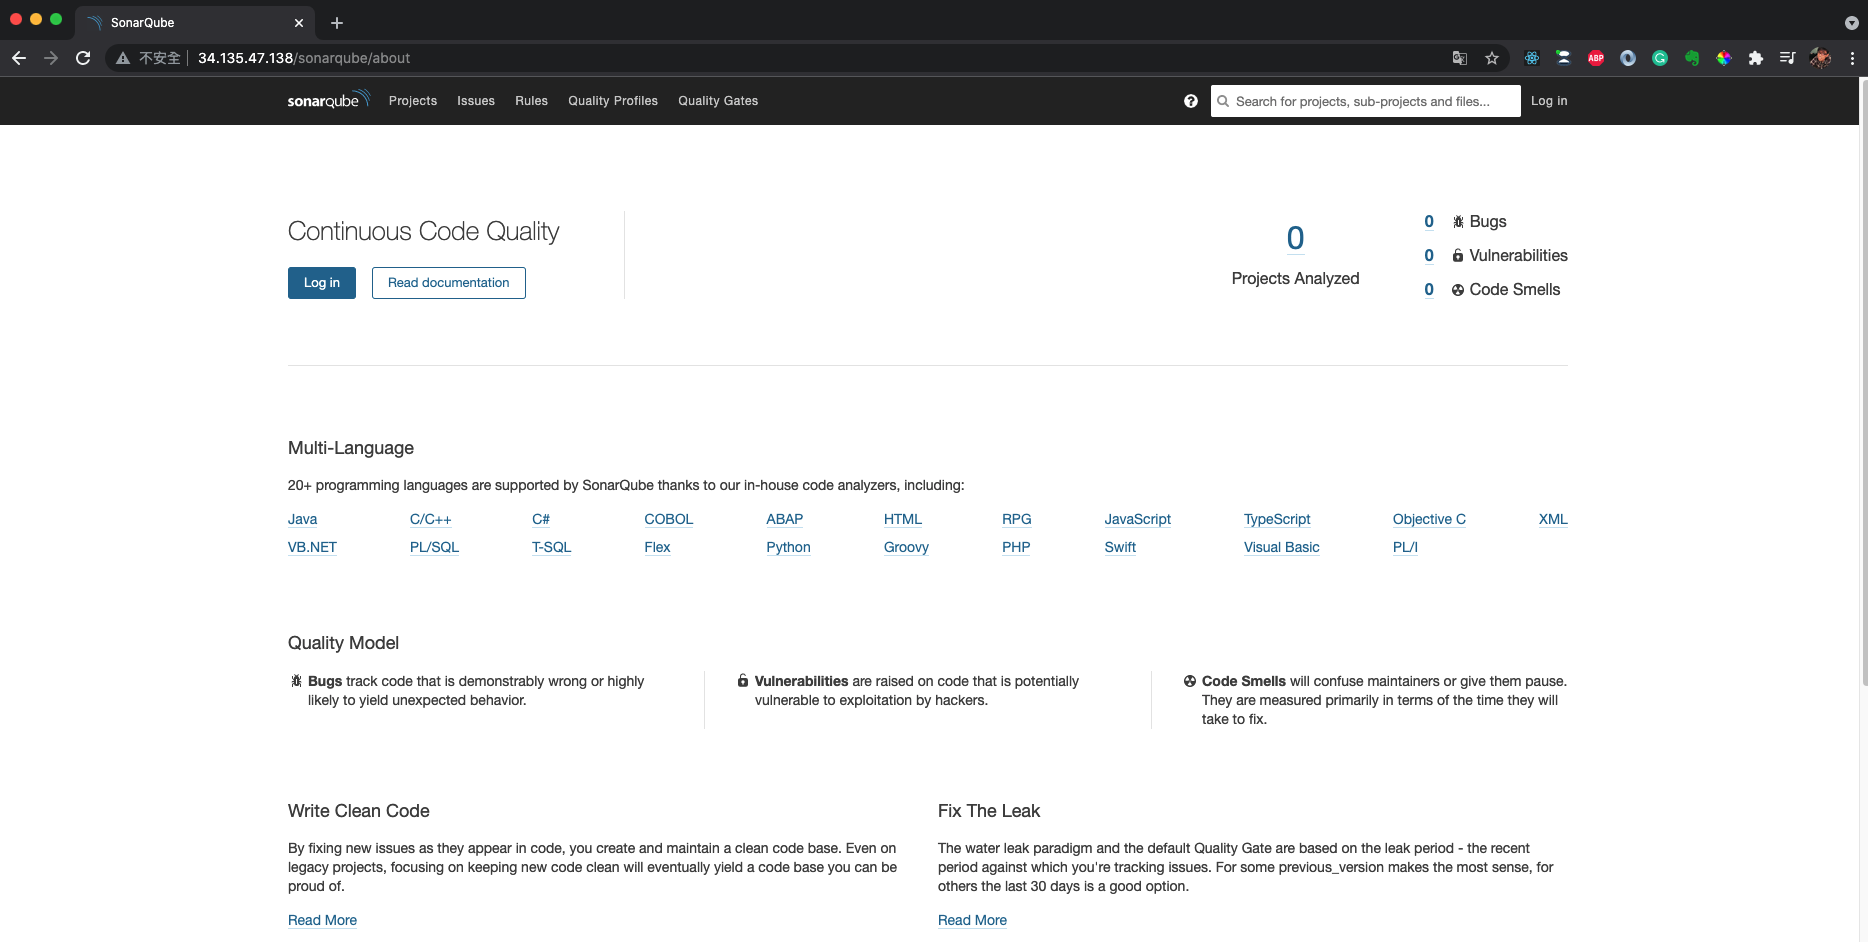 SonarQube
不安全 34.135.47.138/sonarqube/about
ABP
sonarqube Projects Issues Rules Quality Profiles Quality Gates Search for projects, sub-projects and files... Log in
Continuous Code Quality
Log in Read documentation
0
Projects Analyzed
0 Bugs
0 Vulnerabilities
0 Code Smells
Multi-Language
20+ programming languages are supported by SonarQube thanks to our in-house code analyzers, including:
Java C/C++ C# COBOL ABAP HTML RPG JavaScript TypeScript Objective C XML
VB.NET PL/SQL T-SQL Flex Python Groovy PHP Swift Visual Basic PL/I
Quality Model
Bugs track code that is demonstrably wrong or highly
likely to yield unexpected behavior.
Vulnerabilities are raised on code that is potentially
vulnerable to exploitation by hackers.
Code Smells will confuse maintainers or give them pause.
They are measured primarily in terms of the time they will
take to fix.
Write Clean Code
By fixing new issues as they appear in code, you create and maintain a clean code base. Even on
legacy projects, focusing on keeping new code clean will eventually yield a code base you can be
proud of.
Read More
Fix The Leak
The water leak paradigm and the default Quality Gate are based on the leak period - the recent
period against which you're tracking issues. For some previous_version makes the most sense, for
others the last 30 days is a good option.
Read More